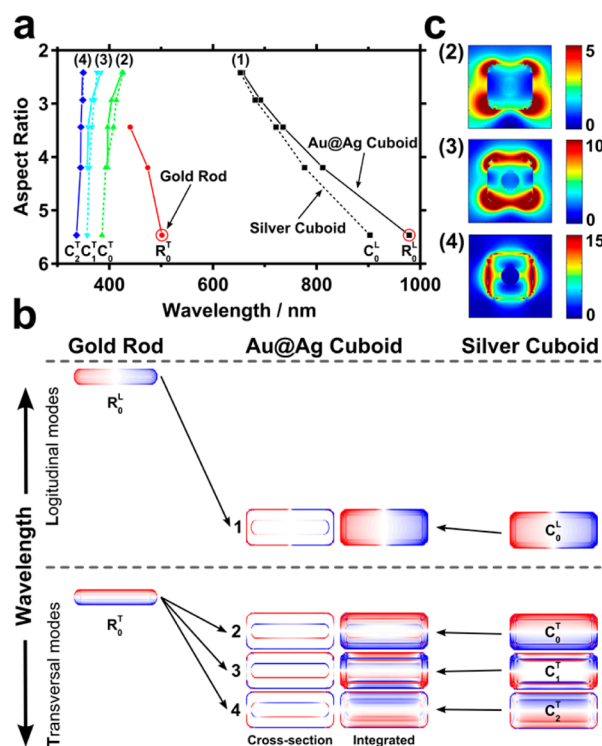 a
c
2
3
4
5
6
Aspect Ratio
(4) (3) (2)
(1)
Au@Ag Cuboid
Gold Rod
Silver Cuboid
C₂ᵀ C₁ᵀ C₀ᵀ
R₀ᵀ
C₀ᴸ
R₀ᴸ
400 600 800 1000
Wavelength / nm
(2)
5
0
(3)
10
5
0
(4)
15
10
5
0
b
Gold Rod Au@Ag Cuboid Silver Cuboid
Wavelength
Logitudinal modes
R₀ᴸ
1
C₀ᴸ
Transversal modes
R₀ᵀ
2
C₀ᵀ
3
C₁ᵀ
4
C₂ᵀ
Cross-section Integrated